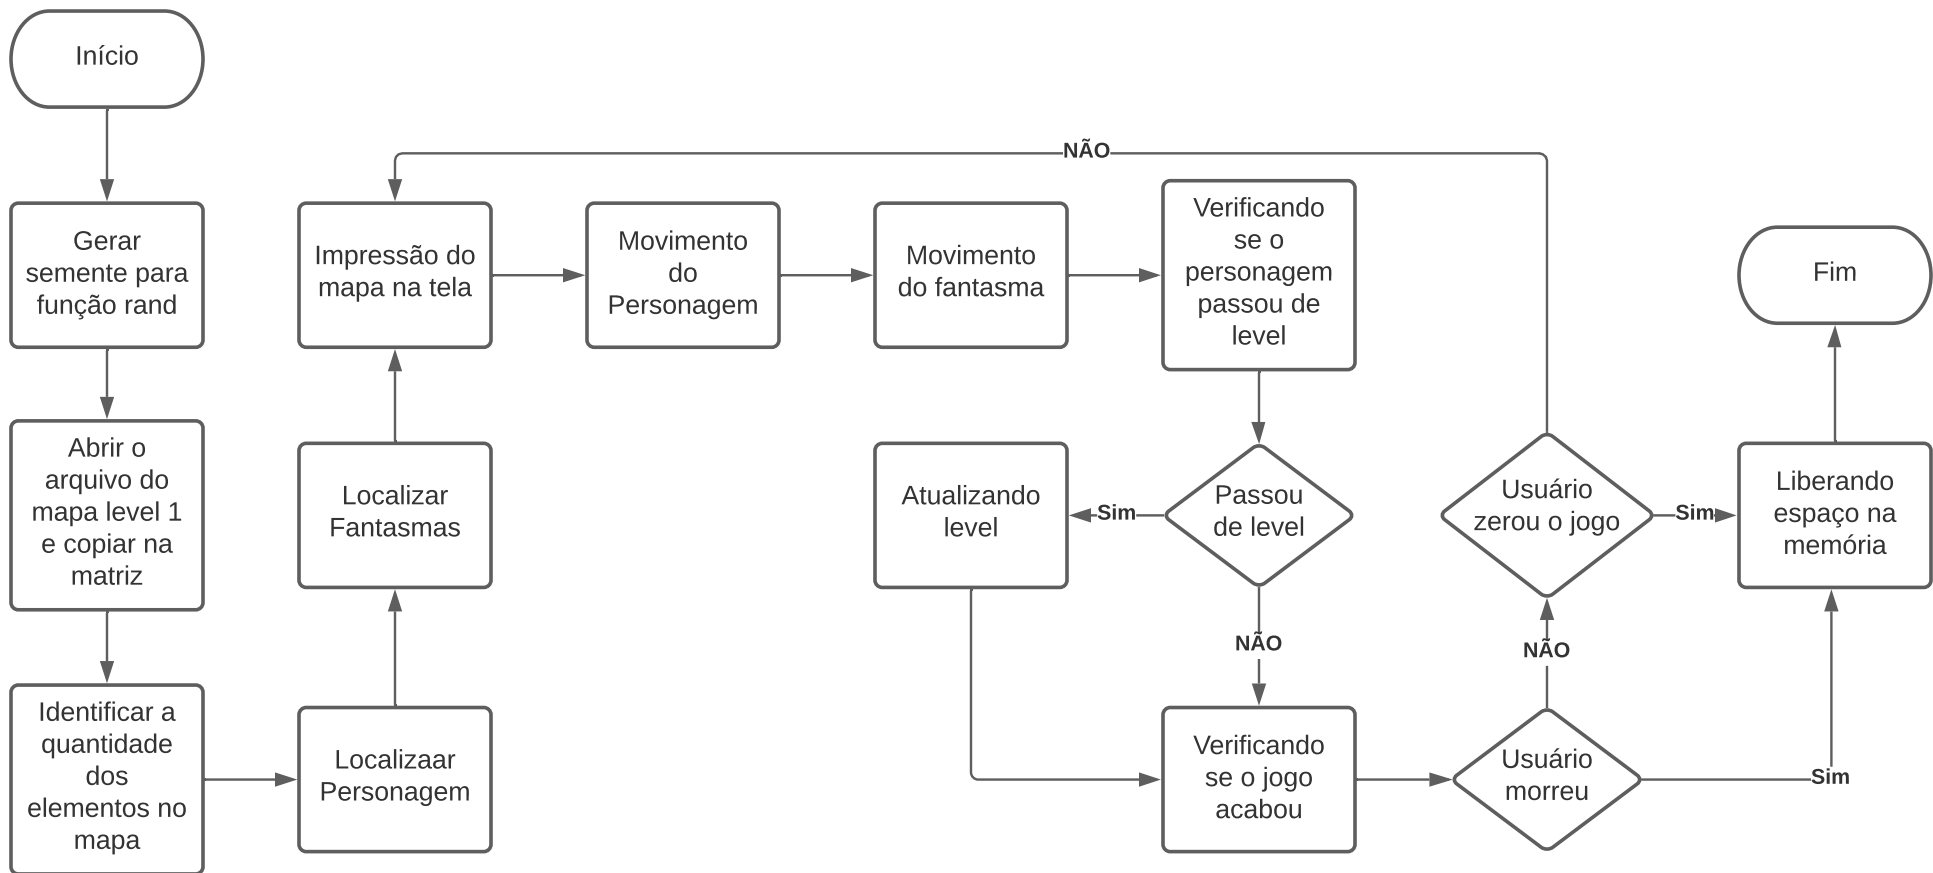 Início
Gerar
semente para
função rand
Abrir o
arquivo do
mapa level 1
e copiar na
matriz
Identificar a
quantidade
dos
elementos no
mapa
Localizaar
Personagem
Localizar
Fantasmas
Impressão do
mapa na tela
Movimento
do
Personagem
Movimento
do fantasma
Verificando
se o
personagem
passou de
level
Passou
de level
Sim
Atualizando
level
NÃO
Verificando
se o jogo
acabou
Usuário
morreu
NÃO
Sim
Usuário
zerou o jogo
NÃO
Sim
Liberando
espaço na
memória
Fim